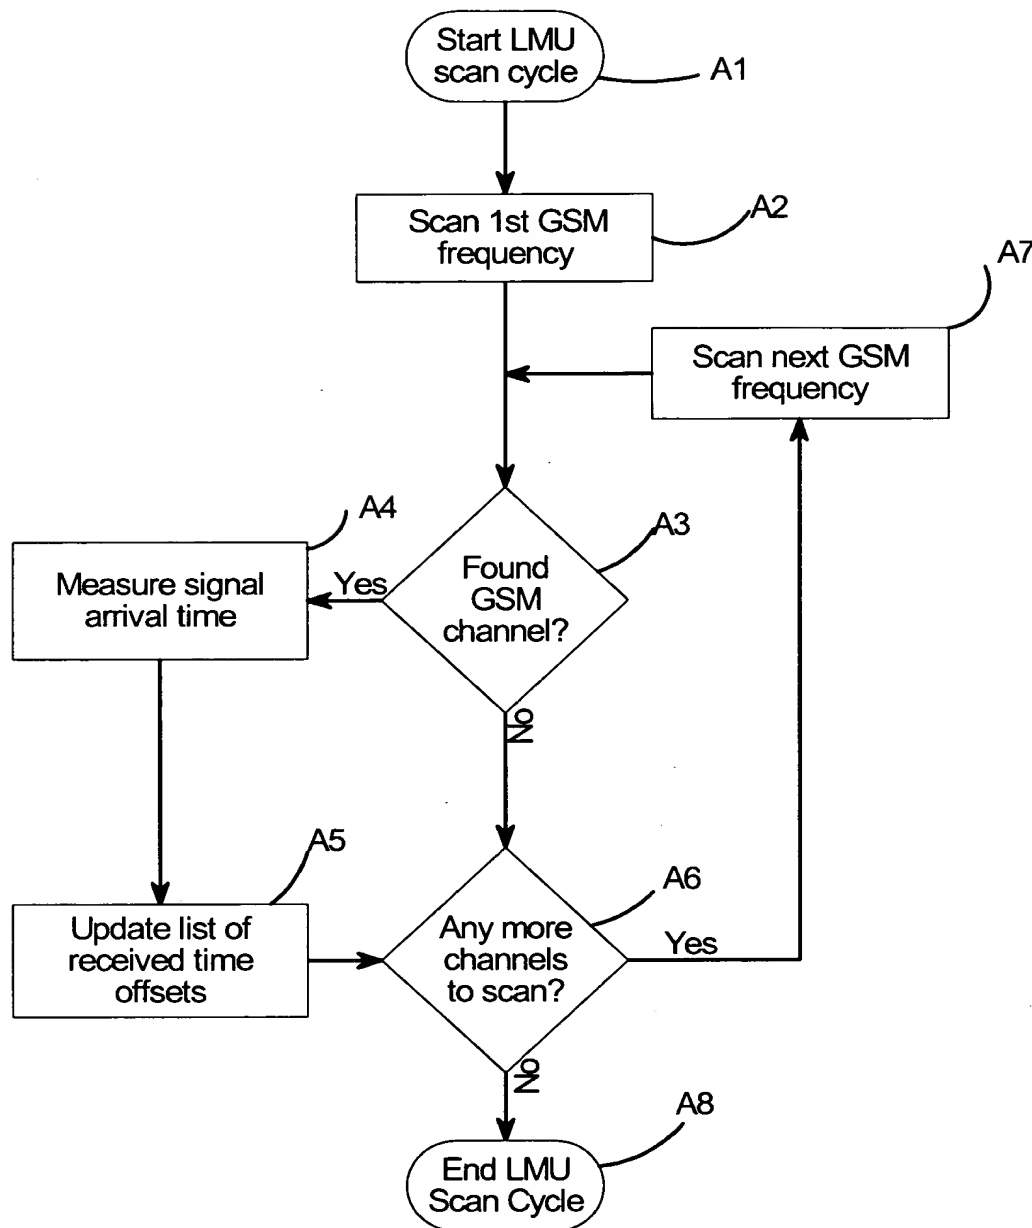 Start LMU
scan cycle
A1
Scan 1st GSM
frequency
A2
A7
Scan next GSM
frequency
A4
A3
Measure signal
arrival time
Yes
Found
GSM
channel?
No
A5
A6
Update list of
received time
offsets
Any more
channels
to scan?
Yes
No
A8
End LMU
Scan Cycle